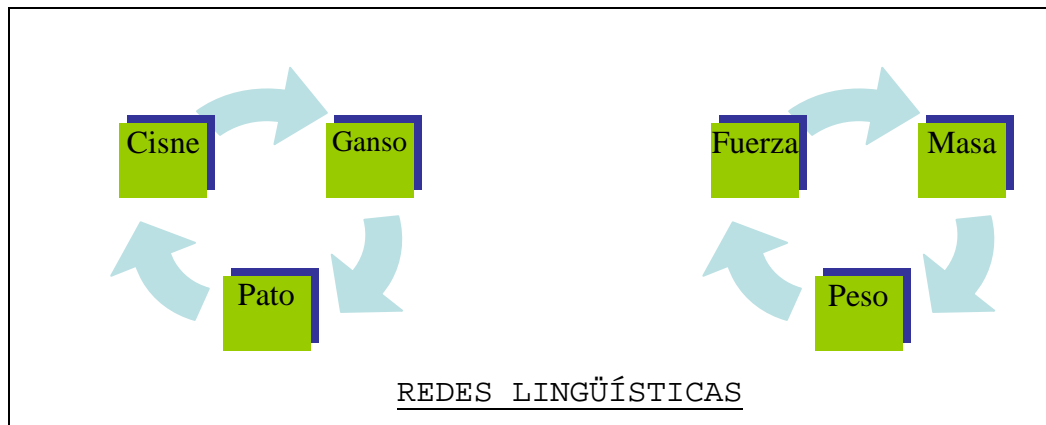 Cisne
Ganso
Pato
Fuerza
Masa
Peso
REDES LINGÜÍSTICAS